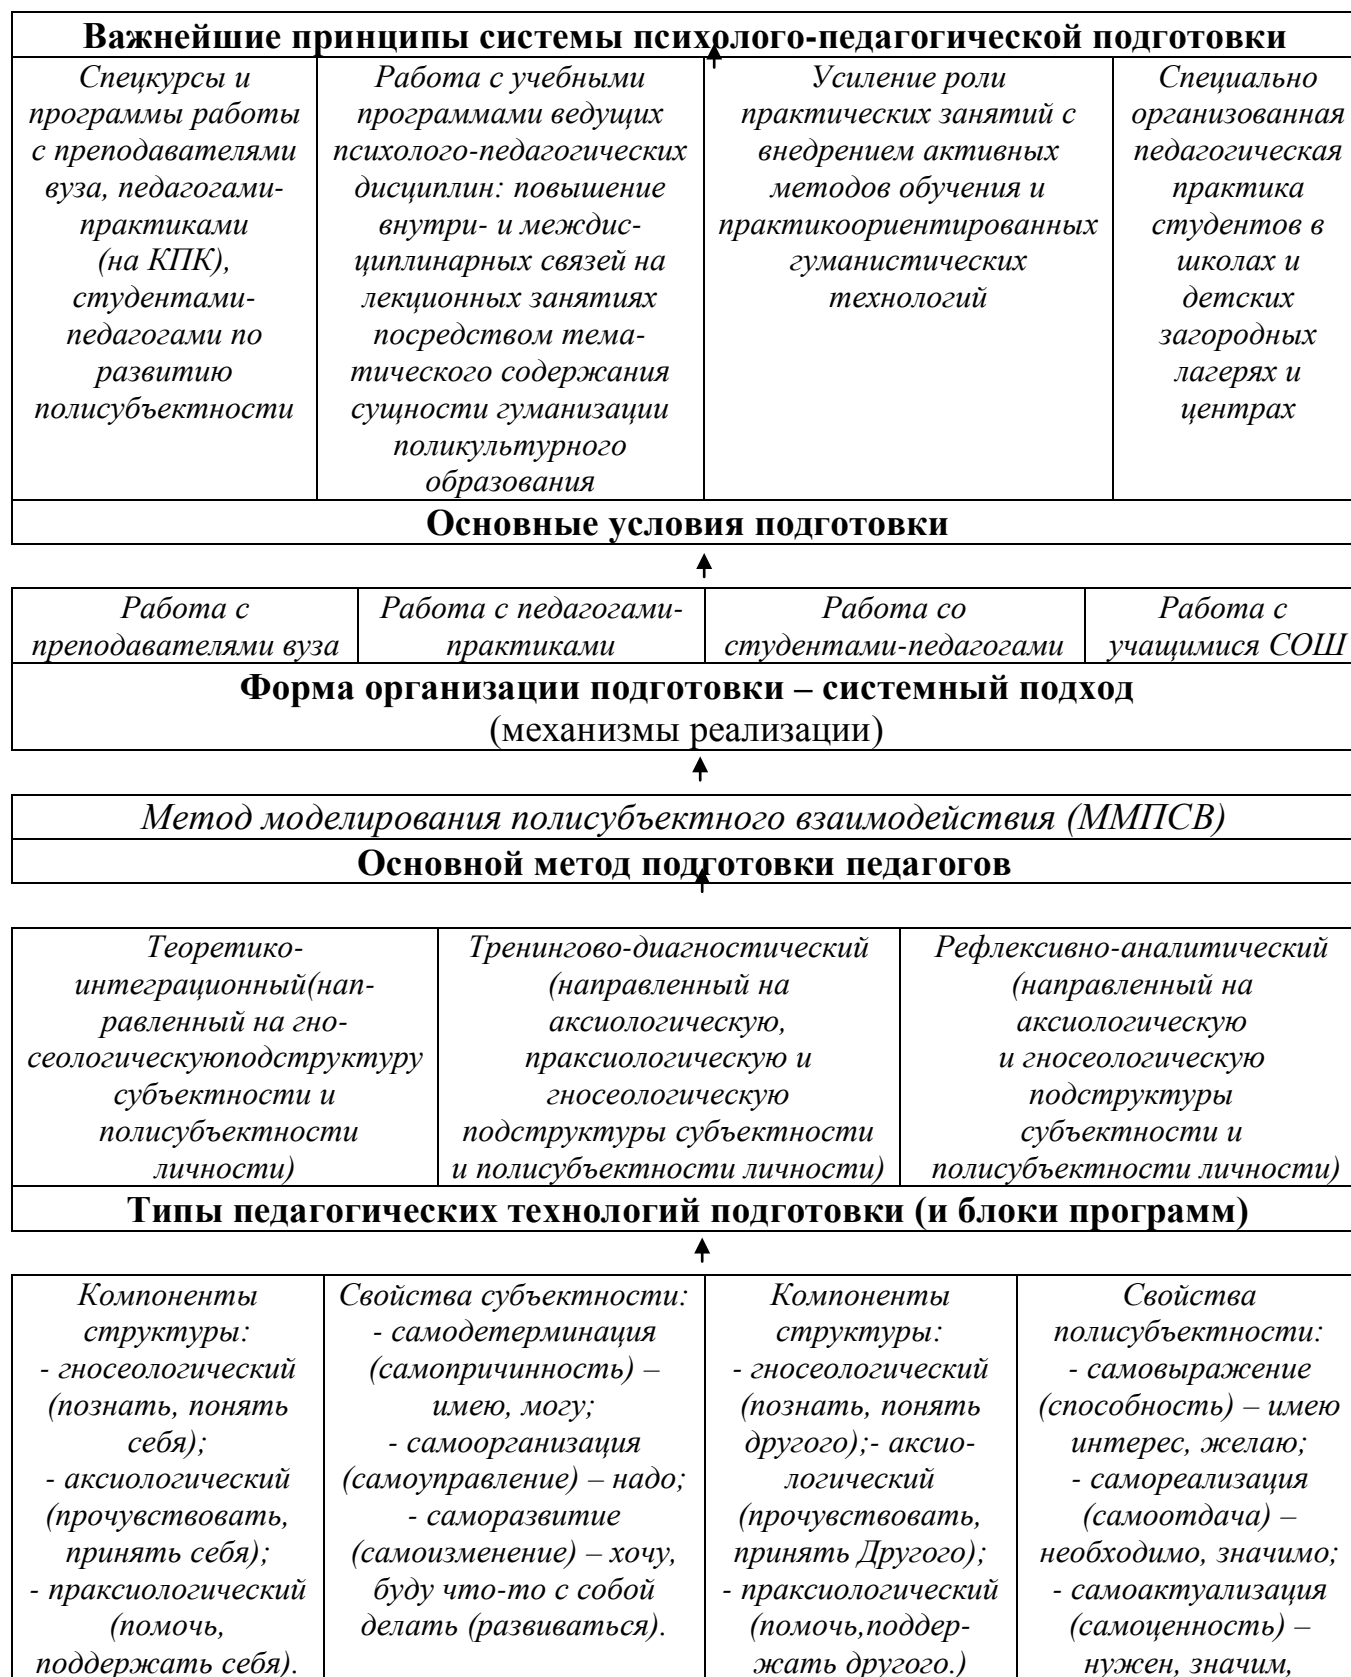 Важнейшие принципы системы психолого-педагогической подготовки
Спецкурсы и
программы работы
с преподавателями
вуза, педагогами-
практиками
(на КПК),
студентами-
педагогами по
развитию
полисубъектности
Работа с учебными
программами ведущих
психолого-педагогических
дисциплин: повышение
внутри- и междис-
циплинарных связей на
лекционных занятиях
посредством тема-
тического содержания
сущности гуманизации
поликультурного
образования
Усиление роли
практических занятий с
внедрением активных
методов обучения и
практикоориентированных
гуманистических
технологий
Специально
организованная
педагогическая
практика
студентов в
школах и
детских
загородных
лагерях и
центрах
Основные условия подготовки
Работа с
преподавателями вуза
Работа с педагогами-
практиками
Работа со
студентами-педагогами
Работа с
учащимися СОШ
Форма организации подготовки – системный подход
(механизмы реализации)
Метод моделирования полисубъектного взаимодействия (ММПСВ)
Основной метод подготовки педагогов
Теоретико-
интеграционный(нап-
равленный на гно-
сеологическуюподструктуру
субъектности и
полисубъектности
личности)
Тренингово-диагностический
(направленный на
аксиологическую,
праксиологическую и
гносеологическую
подструктуры субъектности
и полисубъектности личности)
Рефлексивно-аналитический
(направленный на
аксиологическую
и гносеологическую
подструктуры
субъектности и
полисубъектности личности)
Типы педагогических технологий подготовки (и блоки программ)
Компоненты
структуры:
- гносеологический
(познать, понять
себя);
- аксиологический
(прочувствовать,
принять себя);
- праксиологический
(помочь,
поддержать себя).
Свойства субъектности:
- самодетерминация
(самопричинность) –
имею, могу;
- самоорганизация
(самоуправление) – надо;
- саморазвитие
(самоизменение) – хочу,
буду что-то с собой
делать (развиваться).
Компоненты
структуры:
- гносеологический
(познать, понять
другого);- аксио-
логический
(прочувствовать,
принять Другого);
- праксиологический
(помочь,поддер-
жать другого.)
Свойства
полисубъектности:
- самовыражение
(способность) – имею
интерес, желаю;
- самореализация
(самоотдача) –
необходимо, значимо;
- самоактуализация
(самоценность) –
нужен, значим,